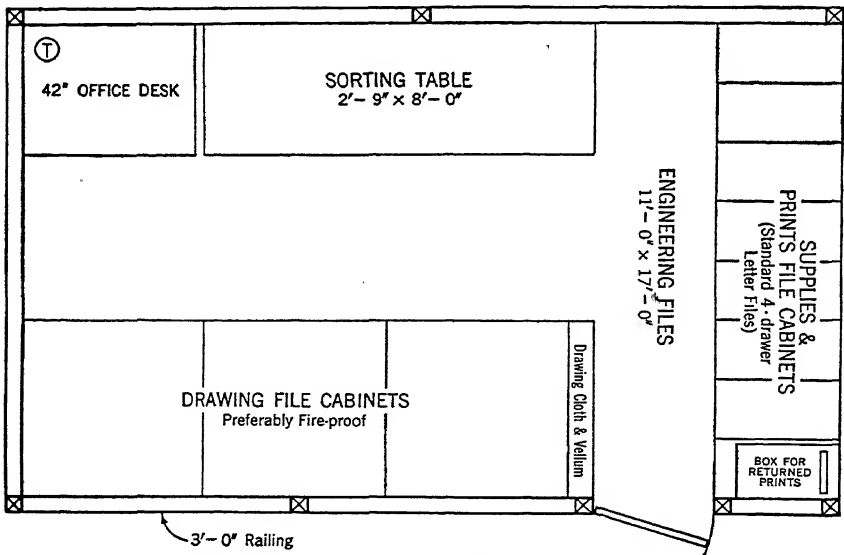 T
42" OFFICE DESK
SORTING TABLE
2'-9" x 8'-0"
ENGINEERING FILES
11'-0" x 17'-0"
SUPPLIES &
PRINTS FILE CABINETS
(Standard 4-drawer
Letter Files)
DRAWING FILE CABINETS
Preferably Fire-proof
Drawing Cloth & Vellum
BOX FOR
RETURNED
PRINTS
3'-0" Railing